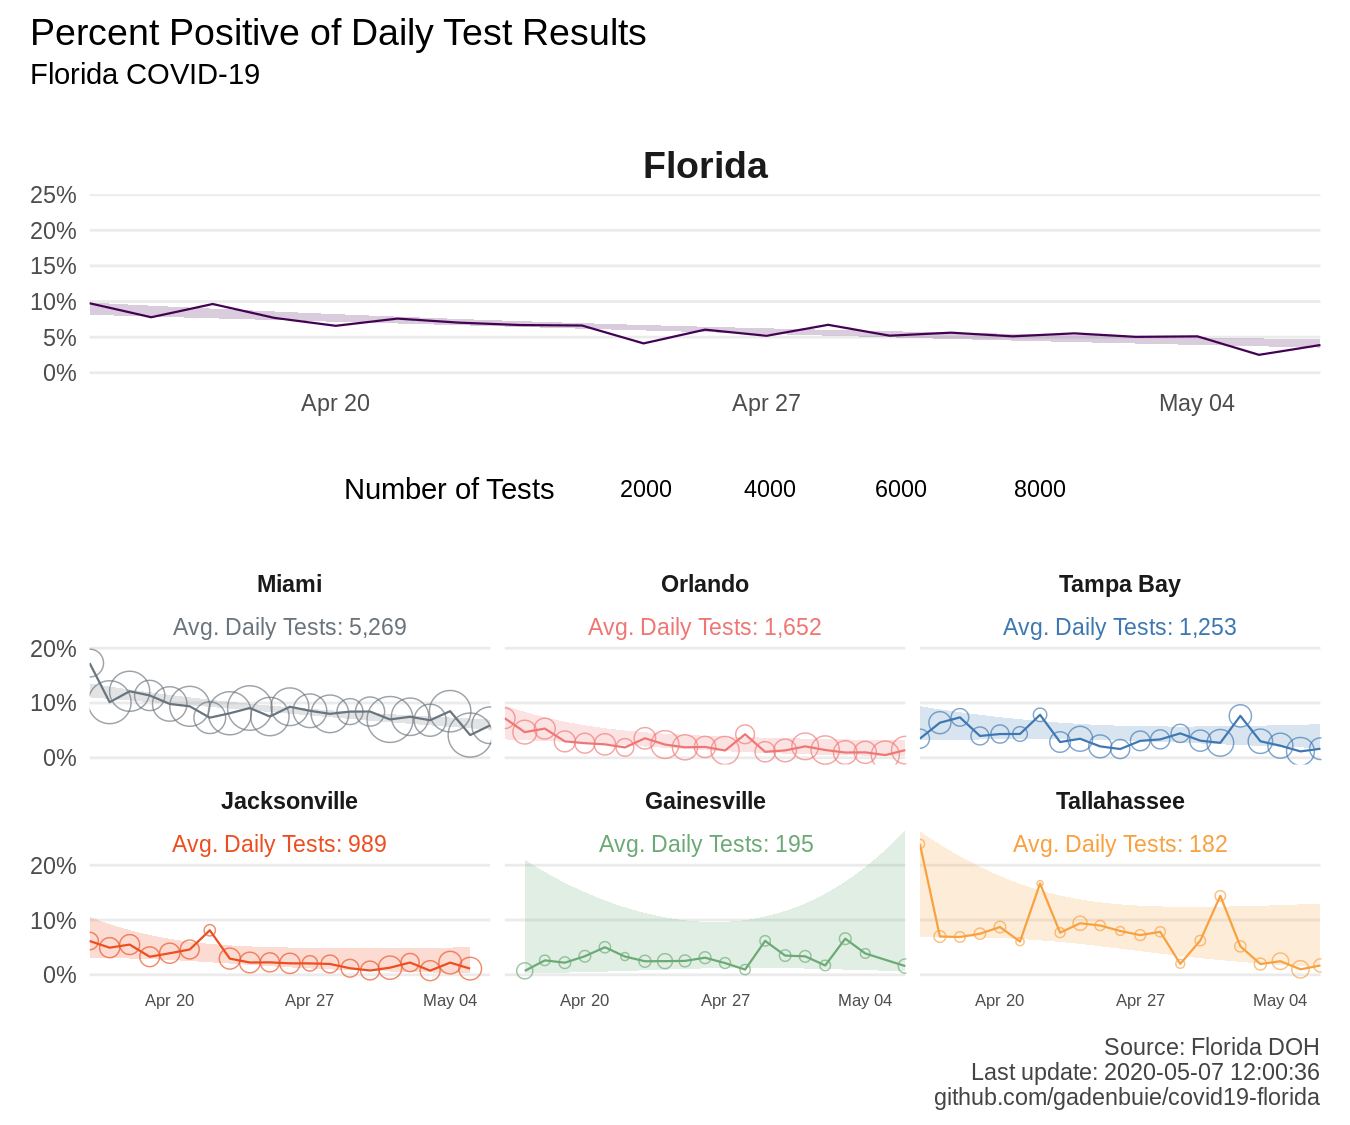 Percent Positive of Daily Test Results
Florida COVID-19
Florida
25%
20%
15%
10%
5%
0%
Apr 20 Apr 27 May 04
Number of Tests 2000 4000 6000 8000
Miami Orlando Tampa Bay
Avg. Daily Tests: 5,269 Avg. Daily Tests: 1,652 Avg. Daily Tests: 1,253
20%
10%
0%
Jacksonville Gainesville Tallahassee
Avg. Daily Tests: 989 Avg. Daily Tests: 195 Avg. Daily Tests: 182
20%
10%
0%
Apr 20 Apr 27 May 04 Apr 20 Apr 27 May 04 Apr 20 Apr 27 May 04
Source: Florida DOH
Last update: 2020-05-07 12:00:36
github.com/gadenbuie/covid19-florida